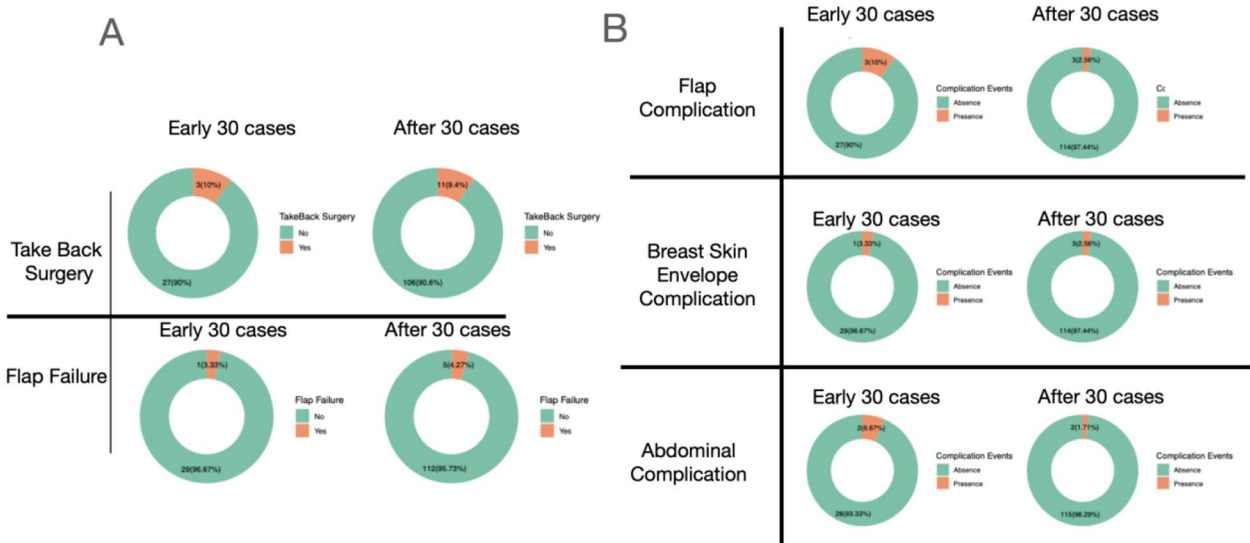 A
Early 30 cases
After 30 cases
Take Back
Surgery
3(10%)
27(90%)
TakeBack Surgery
No
Yes
11(9.4%)
106(90.6%)
TakeBack Surgery
No
Yes
Early 30 cases
After 30 cases
Flap Failure
1(3.33%)
29(96.67%)
Flap Failure
No
Yes
5(4.27%)
112(95.73%)
Flap Failure
No
Yes
B
Early 30 cases
After 30 cases
Flap
Complication
3(10%)
27(90%)
Complication Events
Absence
Presence
3(2.56%)
114(97.44%)
Cc
Absence
Presence
Early 30 cases
After 30 cases
Breast Skin
Envelope
Complication
1(3.33%)
29(96.67%)
Complication Events
Absence
Presence
3(2.56%)
114(97.44%)
Complication Events
Absence
Presence
Early 30 cases
After 30 cases
Abdominal
Complication
2(6.67%)
28(93.33%)
Complication Events
Absence
Presence
2(1.71%)
115(98.29%)
Complication Events
Absence
Presence